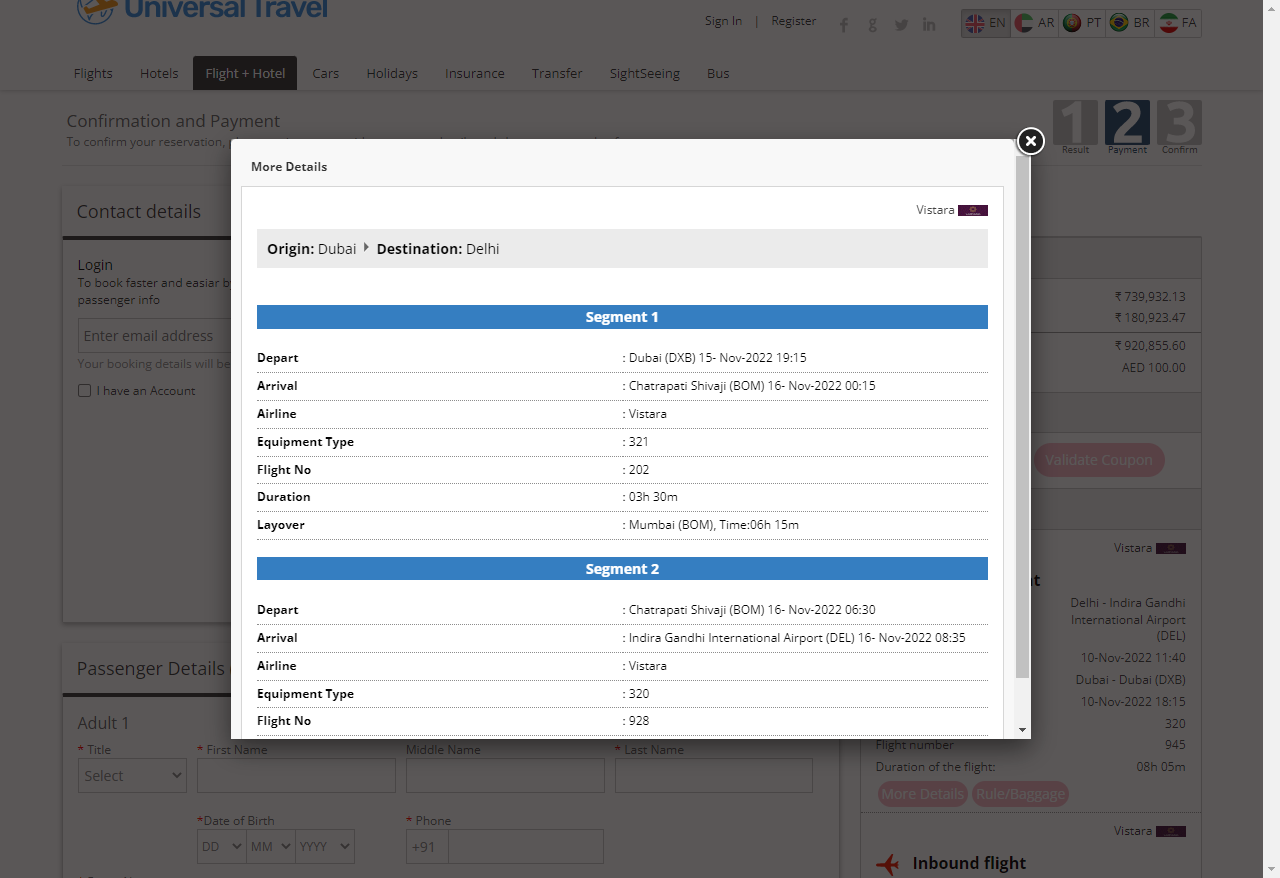 Universal Travel
Sign In | Register
EN AR PT BR FA
Flights Hotels Flight + Hotel Cars Holidays Insurance Transfer SightSeeing Bus
Confirmation and Payment
To confirm your reservation,
1 2 3
Result Payment Confirm
More Details
Vistara
Origin: Dubai Destination: Delhi
Segment 1
Depart : Dubai (DXB) 15- Nov-2022 19:15
Arrival : Chatrapati Shivaji (BOM) 16- Nov-2022 00:15
Airline : Vistara
Equipment Type : 321
Flight No : 202
Duration : 03h 30m
Layover : Mumbai (BOM), Time:06h 15m
Segment 2
Depart : Chatrapati Shivaji (BOM) 16- Nov-2022 06:30
Arrival : Indira Gandhi International Airport (DEL) 16- Nov-2022 08:35
Airline : Vistara
Equipment Type : 320
Flight No : 928
Contact details
Login
To book faster and easiar
passenger info
Enter email address
Your booking details will be
I have an Account
Passenger Details
Adult 1
* Title * First Name Middle Name * Last Name
Select
*Date of Birth * Phone
DD MM YYYY +91
₹ 739,932.13
₹ 180,923.47
₹ 920,855.60
AED 100.00
Validate Coupon
Vistara
Delhi - Indira Gandhi
International Airport
(DEL)
10-Nov-2022 11:40
Dubai - Dubai (DXB)
10-Nov-2022 18:15
320
Flight number 945
Duration of the flight: 08h 05m
More Details Rule/Baggage
Vistara
Inbound flight